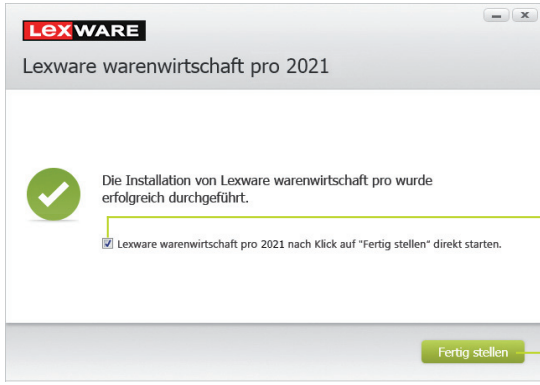 LEXWARE
Lexware warenwirtschaft pro 2021
Die Installation von Lexware warenwirtschaft pro wurde
erfolgreich durchgeführt.
Lexware warenwirtschaft pro 2021 nach Klick auf "Fertig stellen" direkt starten.
Fertig stellen